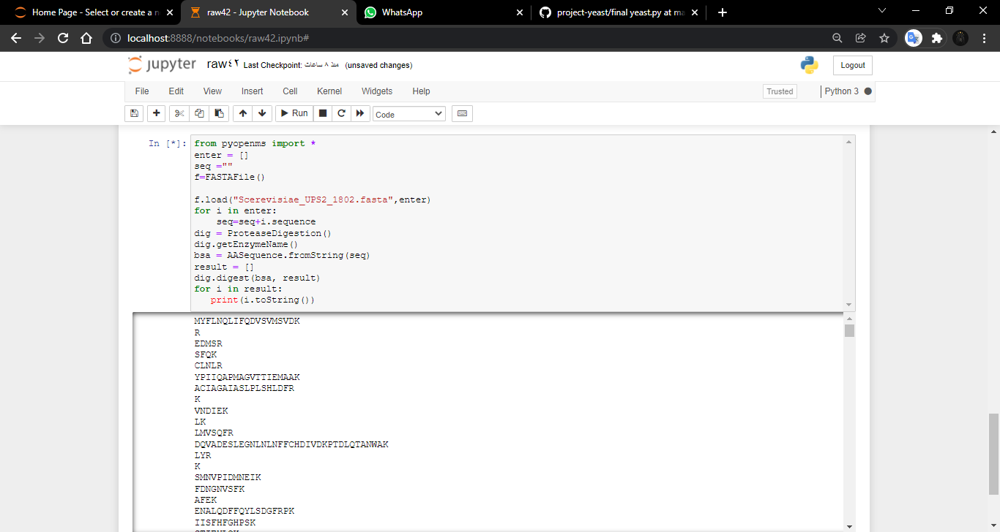 Home Page - Select or create a n
raw42 - Jupyter Notebook
WhatsApp
project-yeast/final yeast.py at ma
localhost:8888/notebooks/raw42.ipynb#
jupyter raw٤٢ Last Checkpoint: منذ ٨ ساعات (unsaved changes)
Logout
File Edit View Insert Cell Kernel Widgets Help
Trusted
Python 3
Run
Code
In [*]:
from pyopenms import *
enter = []
seq =""
f=FASTAFile()
f.load("Scerevisiae_UPS2_1802.fasta",enter)
for i in enter:
    seq=seq+i.sequence
dig = ProteaseDigestion()
dig.getEnzymeName()
bsa = AASequence.fromString(seq)
result = []
dig.digest(bsa, result)
for i in result:
   print(i.toString())
MYFLNQLIFQDVSVMSVDK
R
EDMSR
SFQK
CLNLR
YPIIQAPMAGVTTIEMAAK
ACIAGAIASLPLSHLDFR
K
VNDIEK
LK
LMVSQFR
DQVADESLEGNLNLNFFCHDIVDKPTDLQTANWAK
LYR
K
SMNVPIDMNEIK
FDNGNVSFK
AFEK
ENALQDFFQYLSDGFRPK
IISFHFGHPSK